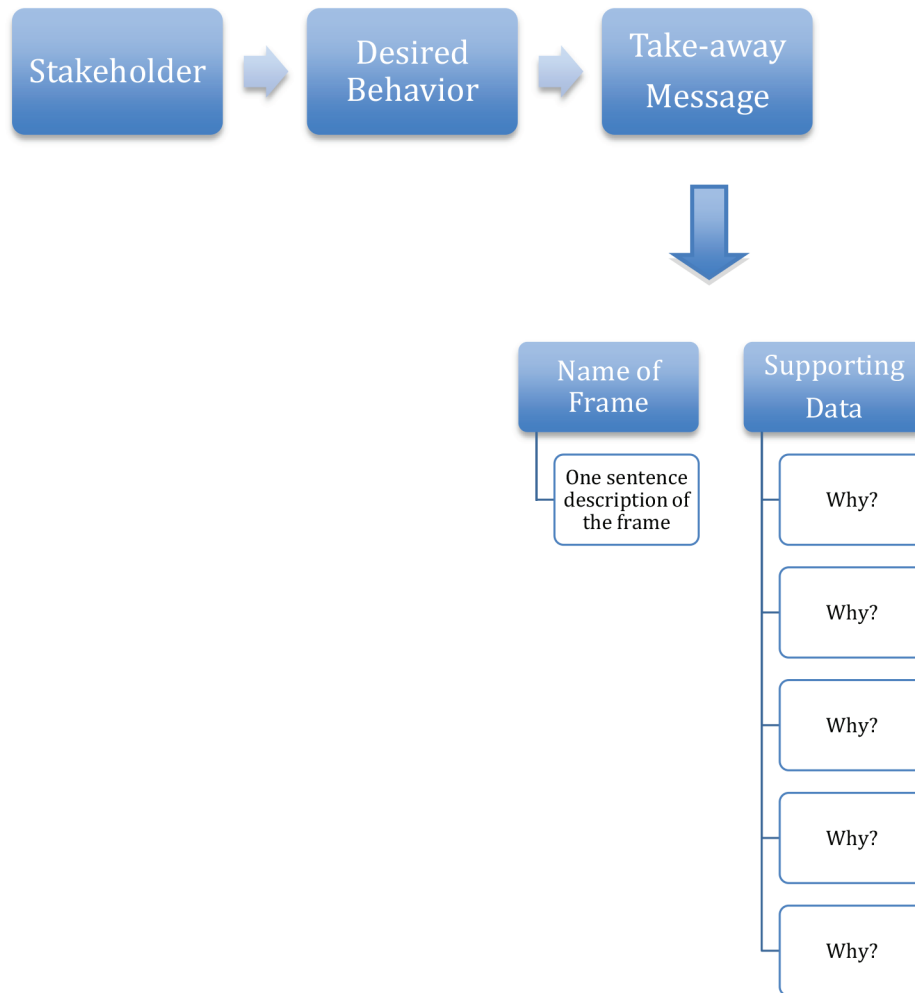 Stakeholder
Desired
Behavior
Take-away
Message
Name of
Frame
One sentence
description of
the frame
Supporting
Data
Why?
Why?
Why?
Why?
Why?